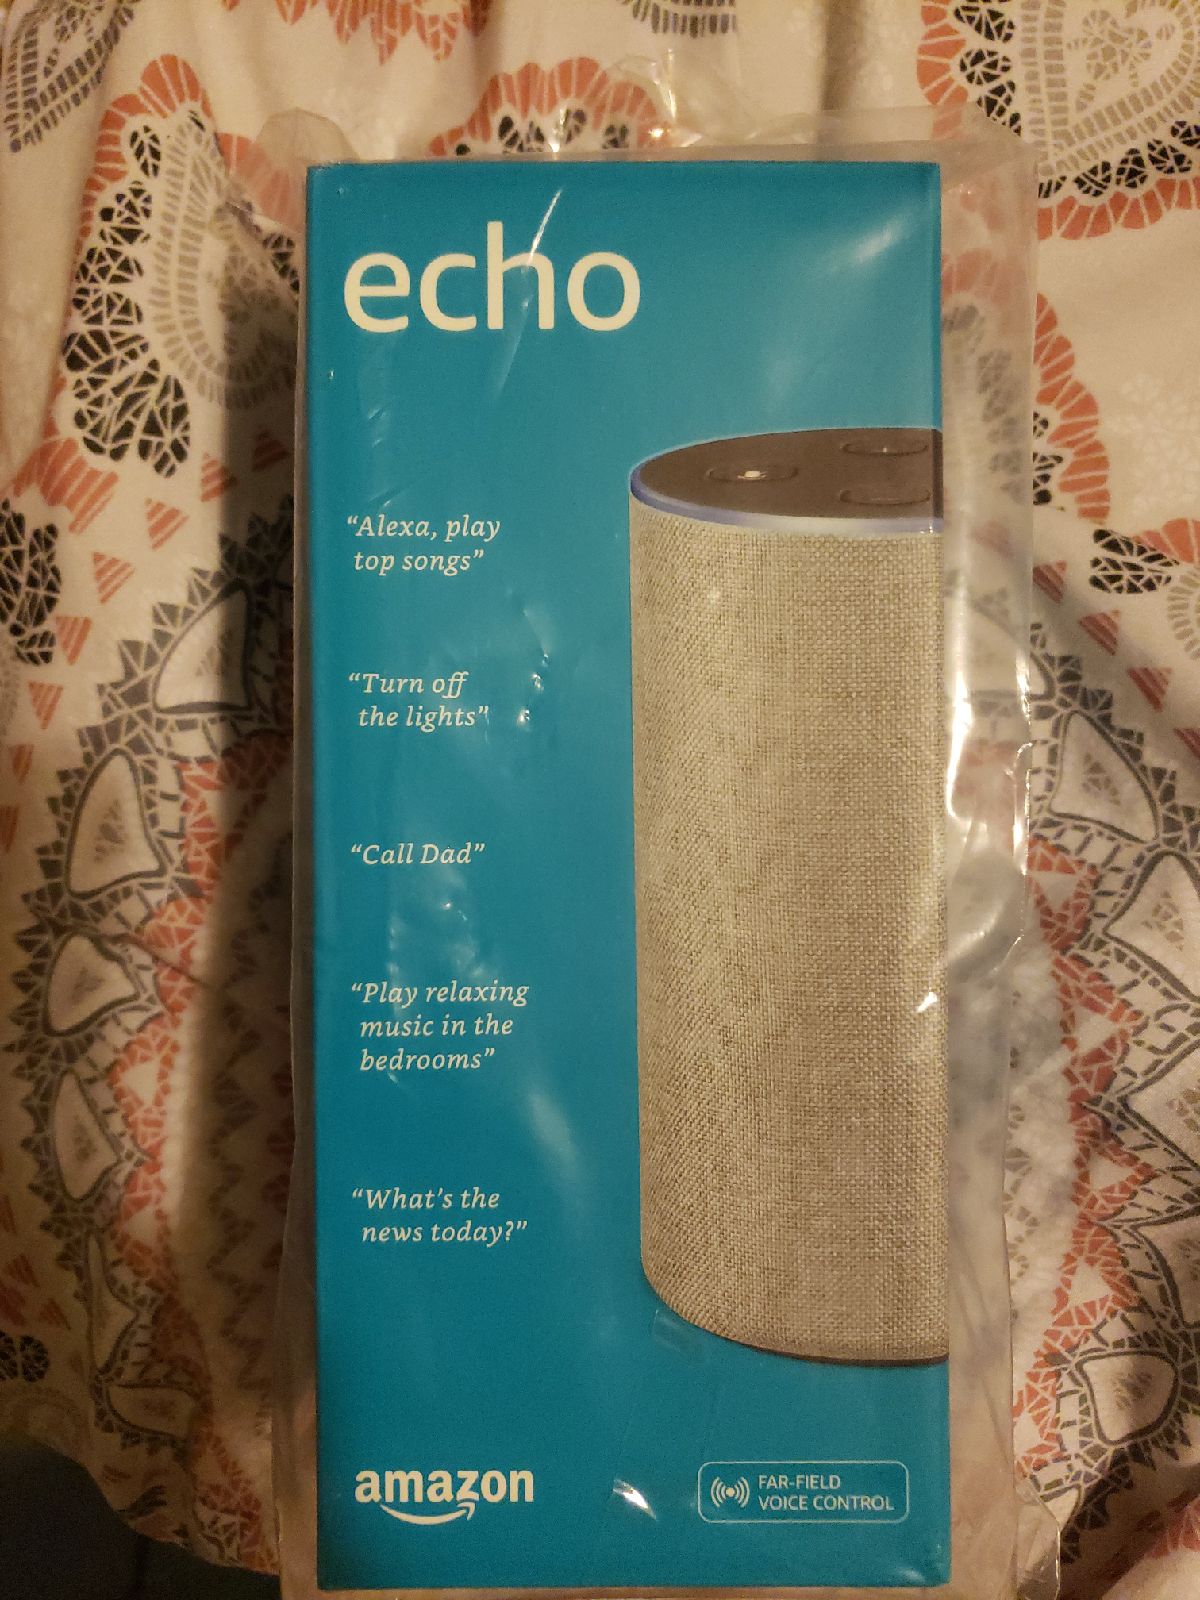 echo
“Alexa, play
top songs”
“Turn off
the lights”
“Call Dad”
“Play relaxing
music in the
bedrooms”
“What’s the
news today?”
amazon
FAR-FIELD
VOICE CONTROL